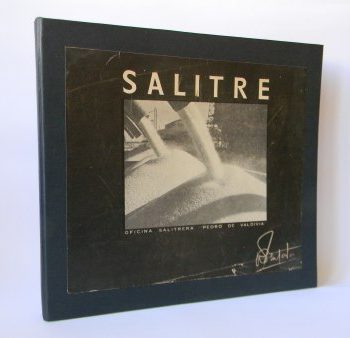 SALITRE
OFICINA SALITRERA PEDRO DE VALDIVIA